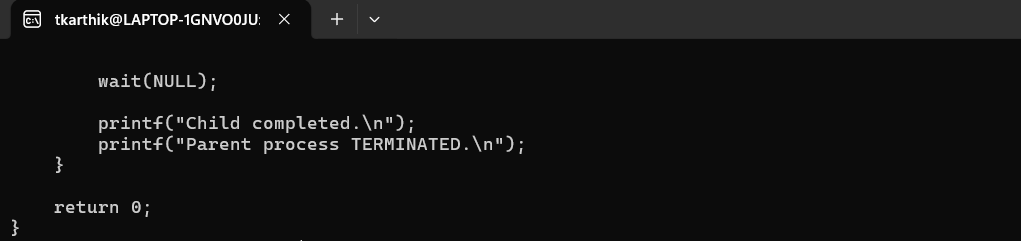 tkarthik@LAPTOP-1GNVO0JU:
wait(NULL);
printf("Child completed.\n");
printf("Parent process TERMINATED.\n");
}
return 0;
}